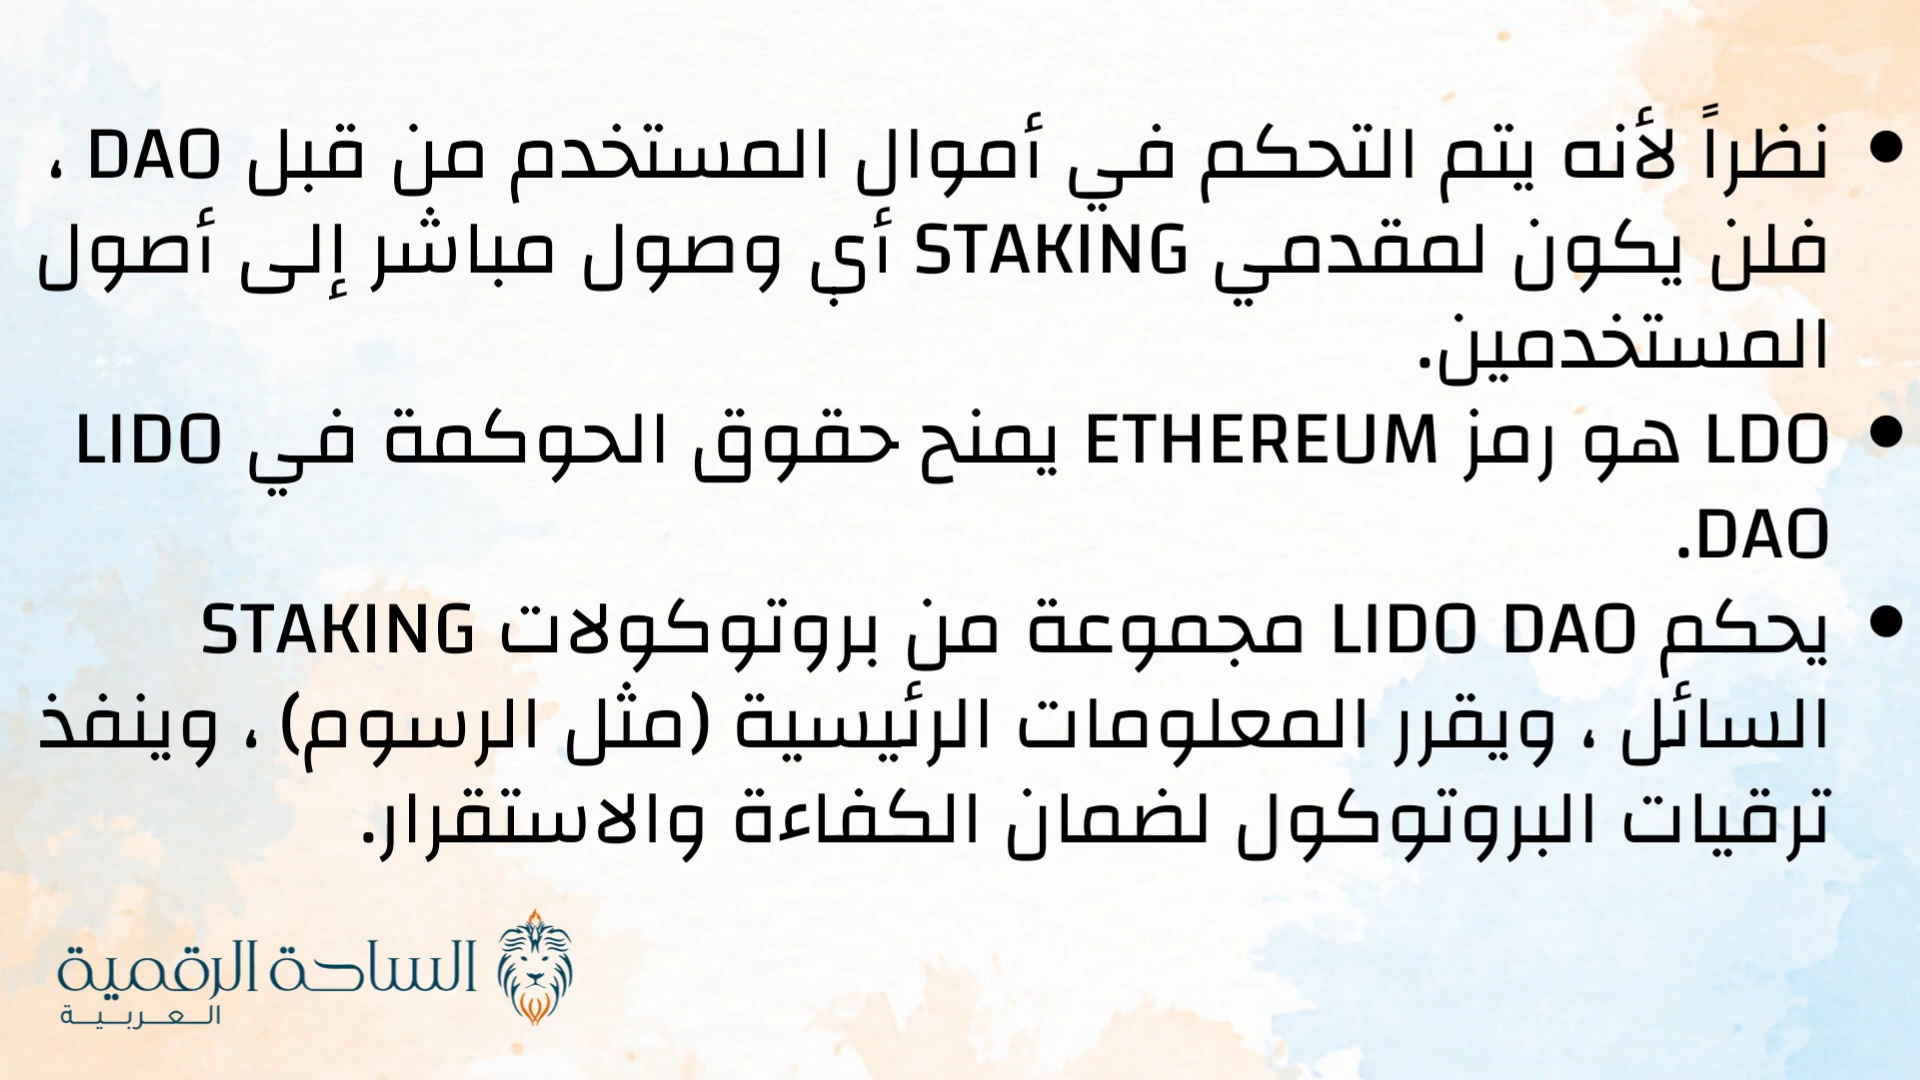 • نظراً لأنه يتم التحكم في أموال المستخدم من قبل DAO ،
فلن يكون لمقدمي STAKING أي وصول مباشر إلى أصول
المستخدمين.
• LDO هو رمز ETHEREUM يمنح حقوق الحوكمة في LIDO
DAO.
• يحكم LIDO DAO مجموعة من بروتوكولات STAKING
السائل ، ويقرر المعلومات الرئيسية (مثل الرسوم) ، وينفذ
ترقيات البروتوكول لضمان الكفاءة والاستقرار.
الساحة الرقمية
العربية